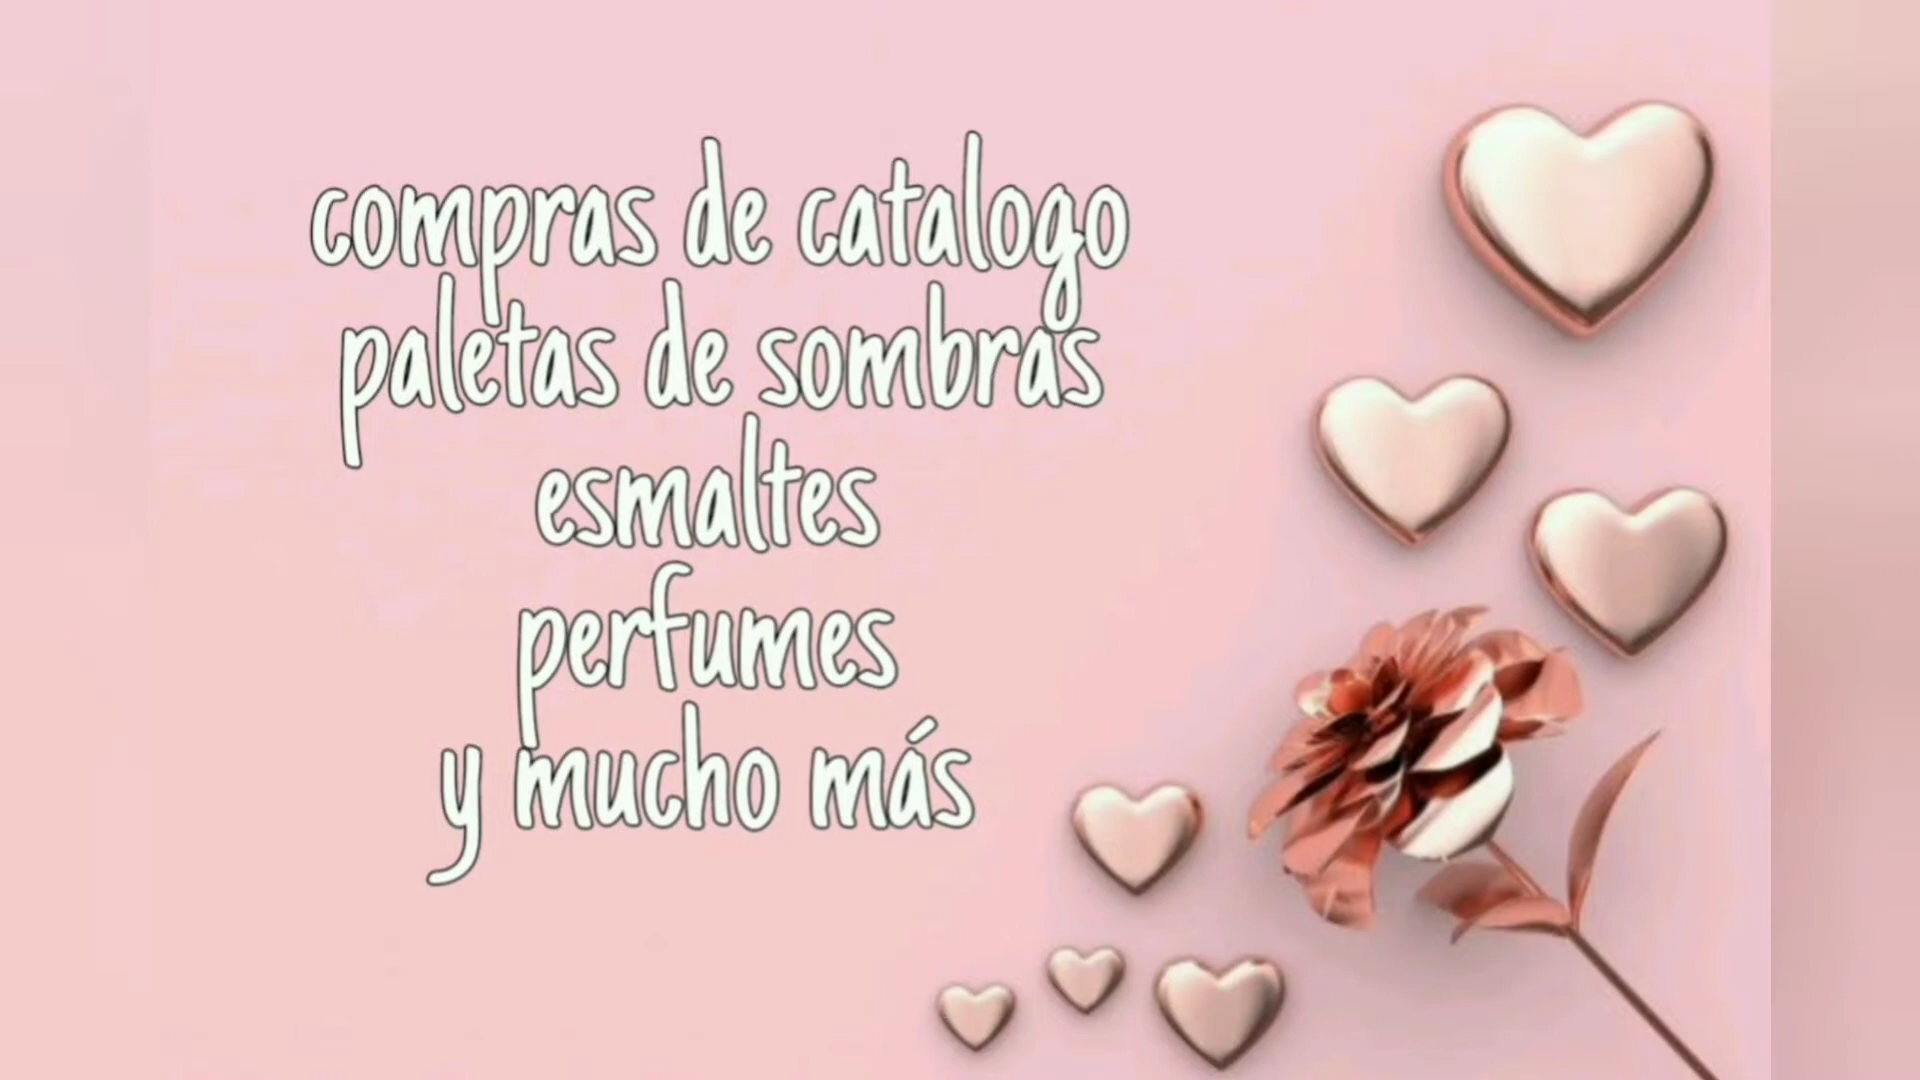 compras de catalogo
paletas de sombras
esmaltes
perfumes
y mucho más